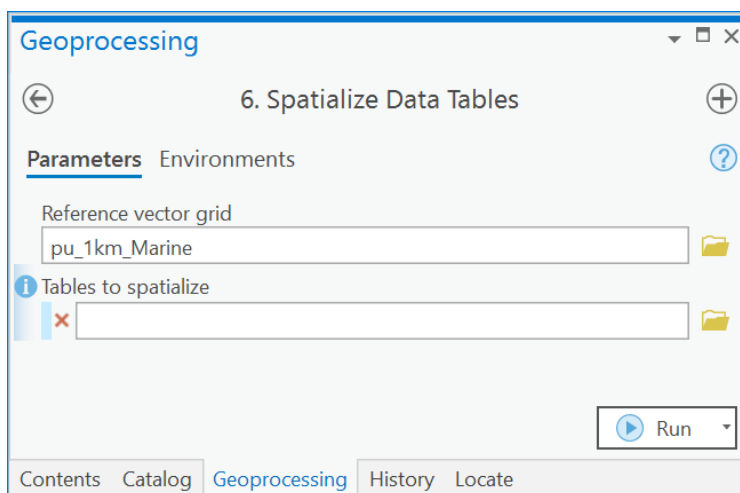 Geoprocessing
6. Spatialize Data Tables
Parameters Environments
Reference vector grid
pu_1km_Marine
Tables to spatialize
Run
Contents Catalog Geoprocessing History Locate